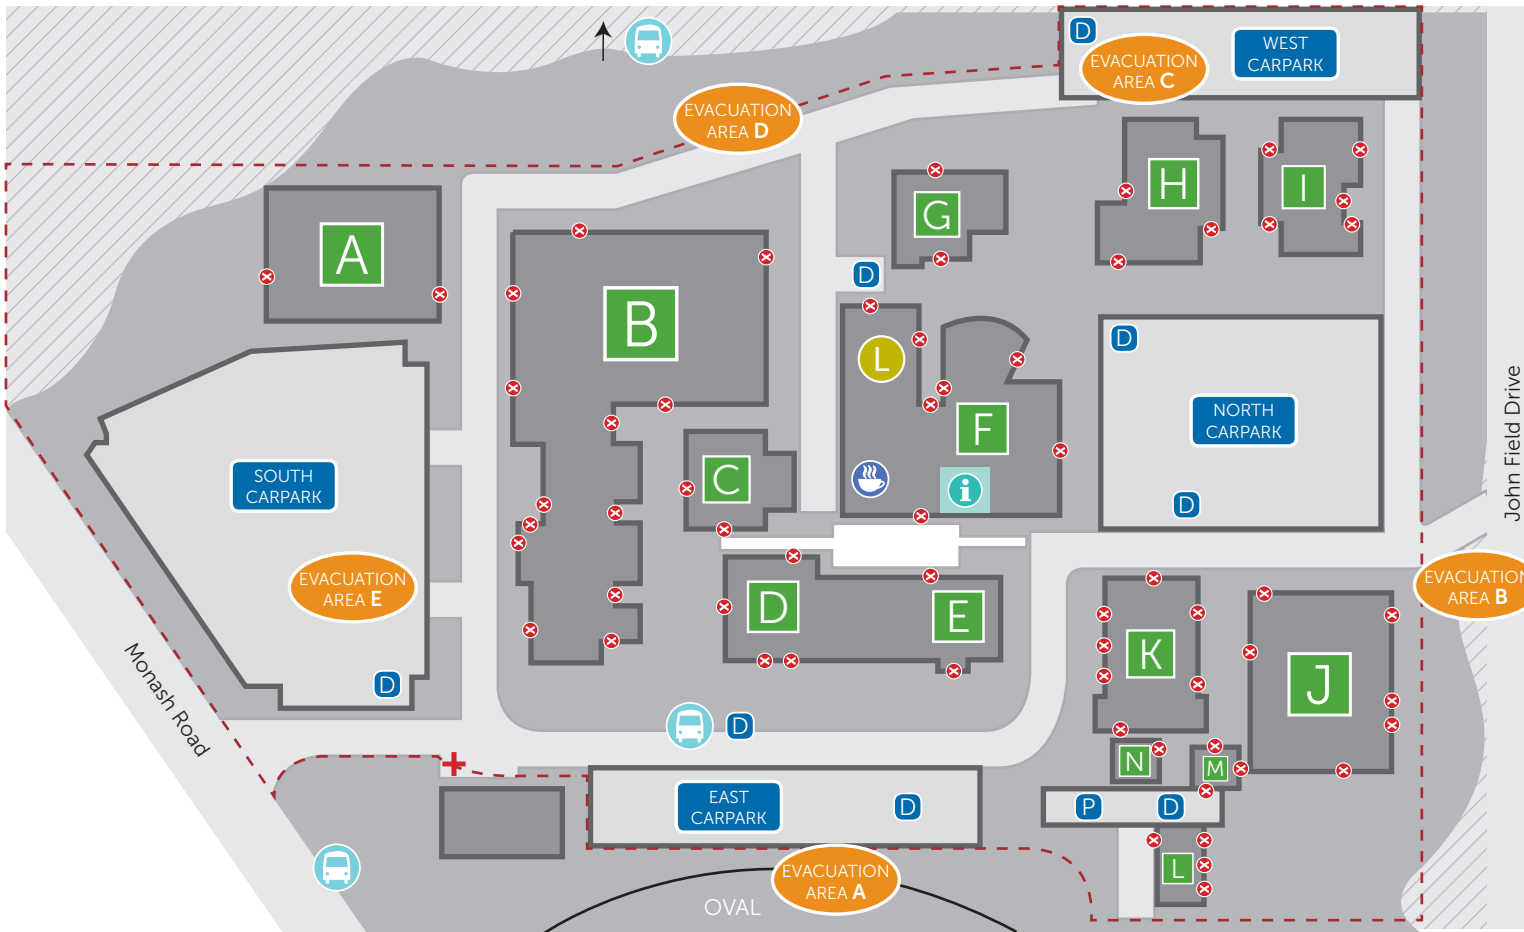 D
WEST
CARPARK
EVACUATION
AREA C
EVACUATION
AREA D
A
G
H
I
D
B
L
D
F
NORTH
CARPARK
John Field Drive
SOUTH
CARPARK
C
i
D
EVACUATION
AREA E
D
E
EVACUATION
AREA B
K
J
Monash Road
D
D
N
M
EAST
CARPARK
D
P
D
L
EVACUATION
AREA A
OVAL